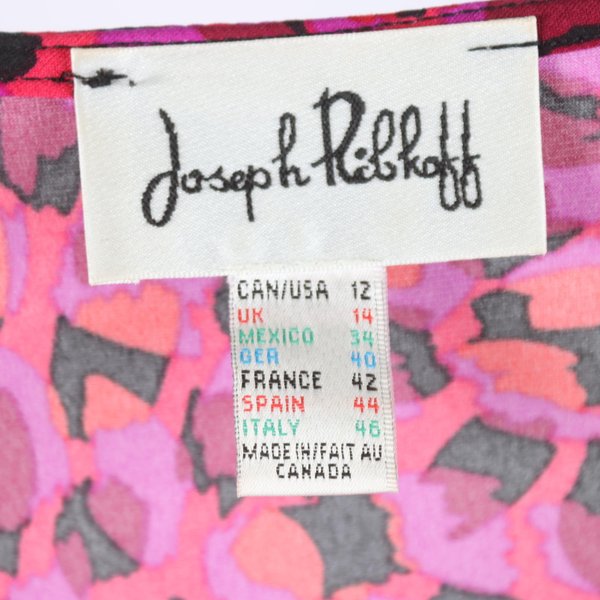 Joseph Ribkoff
CAN/USA 12
UK 14
MEXICO 34
GER 40
FRANCE 42
SPAIN 44
ITALY 46
MADE IN/FAIT AU
CANADA